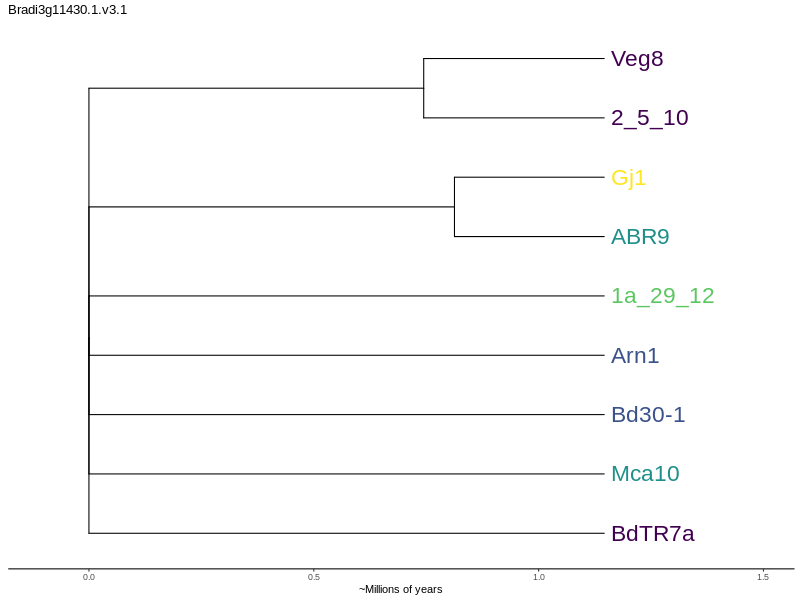 Bradi3g11430.1.v3.1
Veg8
2_5_10
Gj1
ABR9
1a_29_12
Arn1
Bd30-1
Mca10
BdTR7a
0.0 0.5 1.0 1.5
~Millions of years